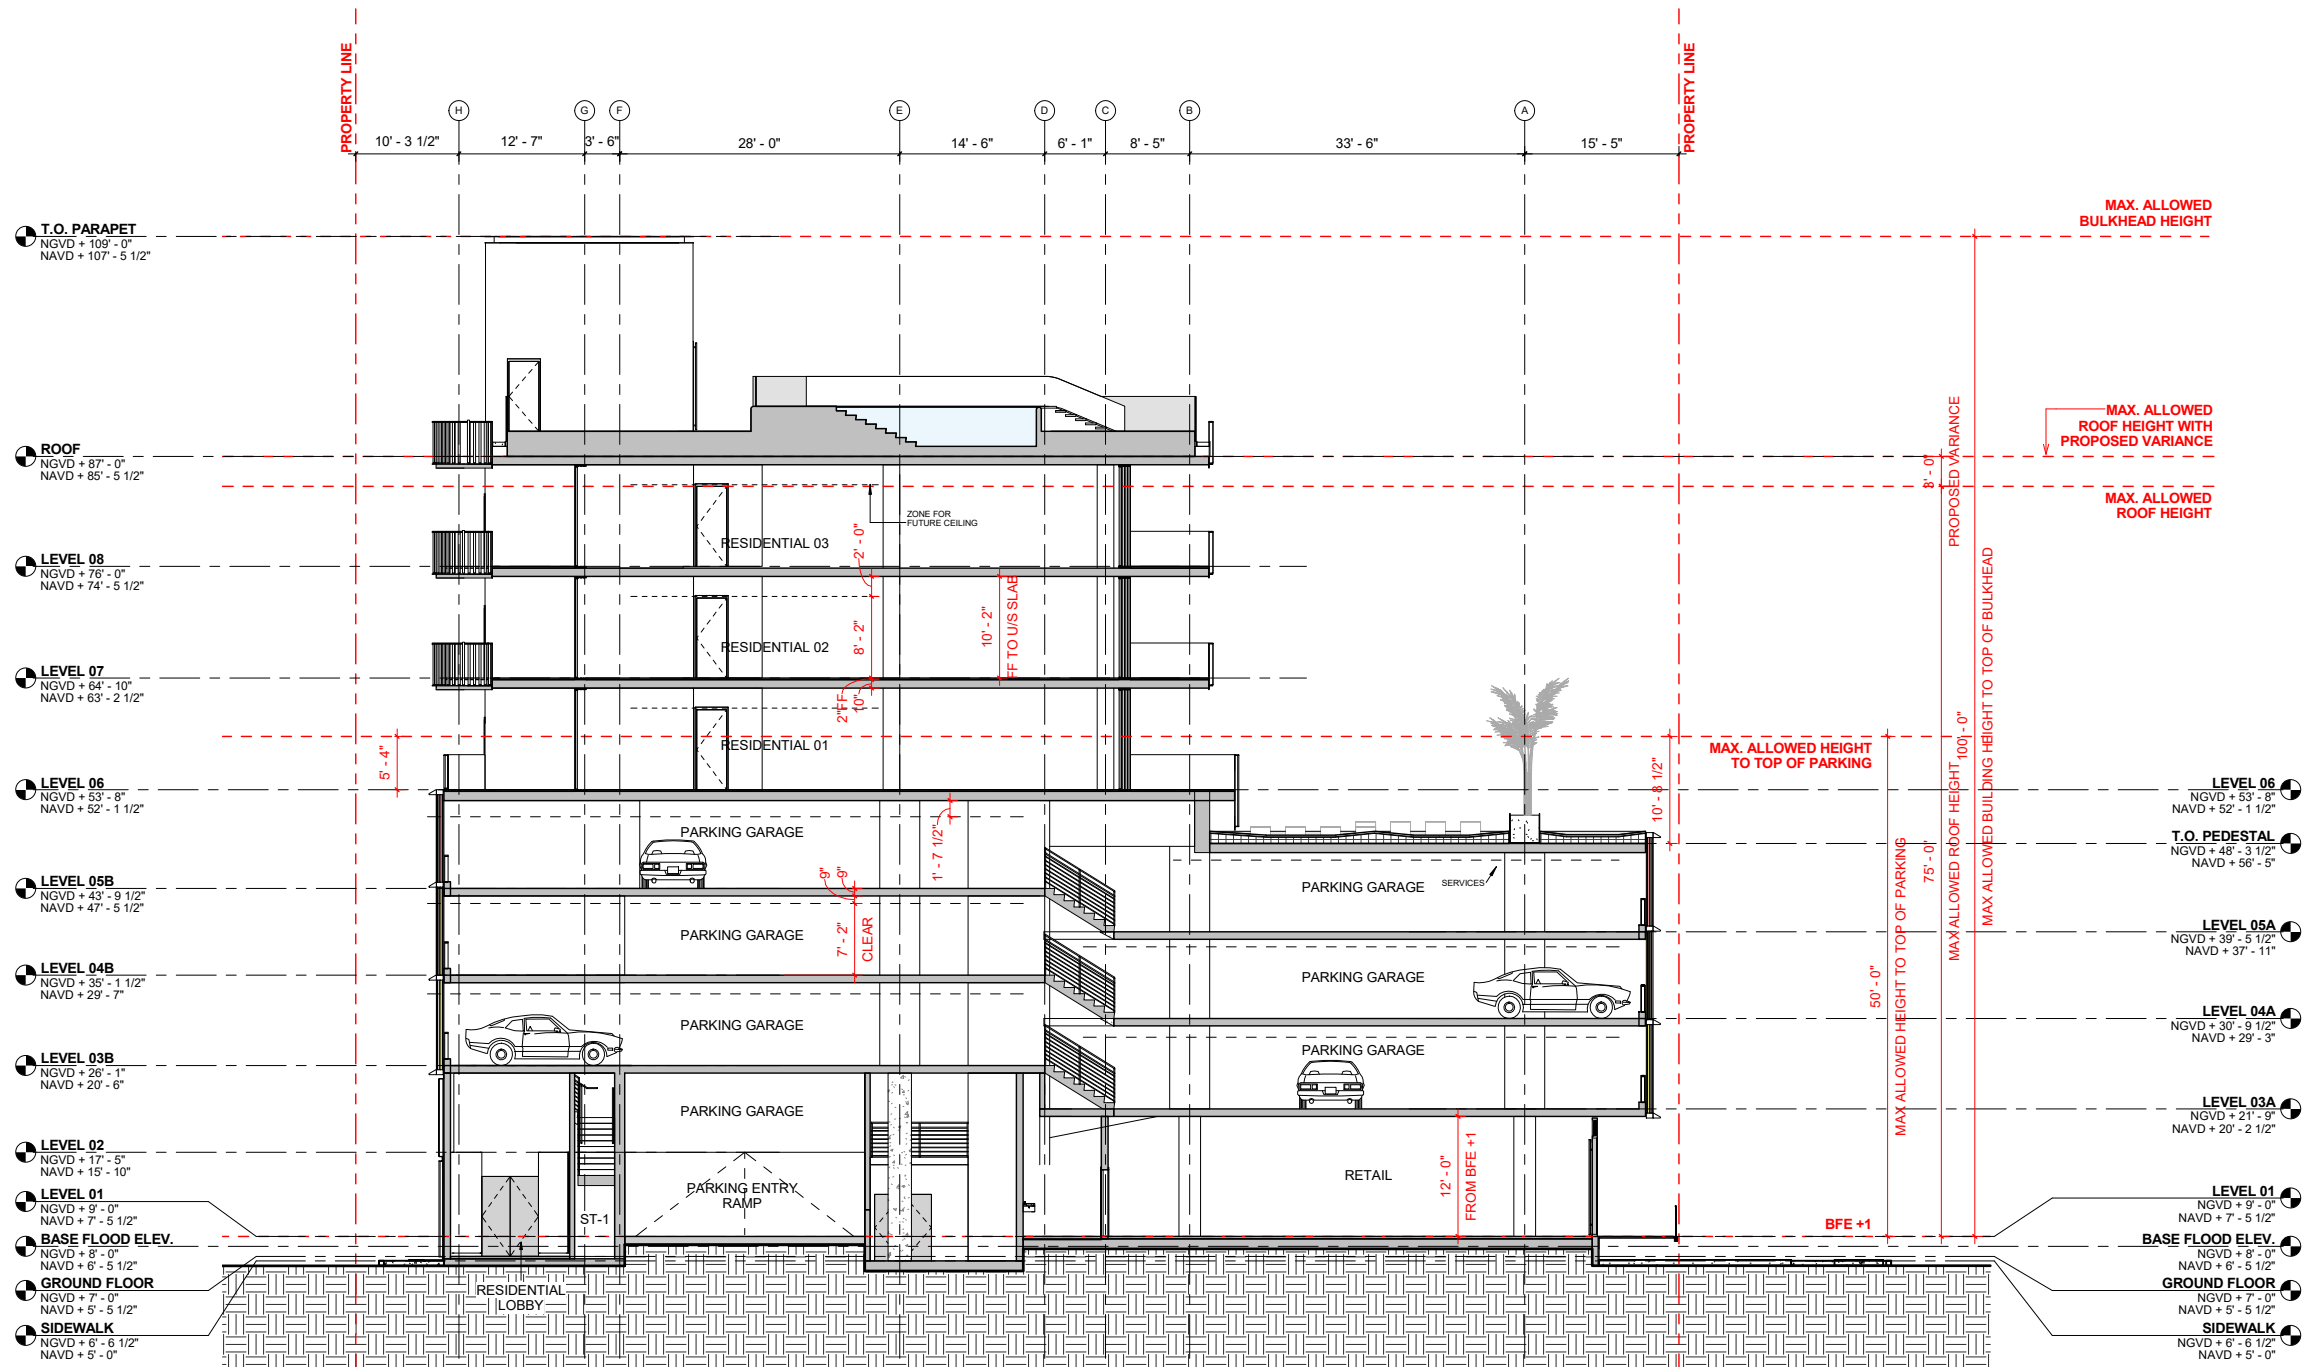 PROPERTY LINE
PROPERTY LINE
H
G
F
E
D
C
B
A
10' - 3 1/2"
12' - 7"
3' - 6"
28' - 0"
14' - 6"
6' - 1"
8' - 5"
33' - 6"
15' - 5"
T.O. PARAPET
NGVD + 109' - 0"
NAVD + 107' - 5 1/2"
ROOF
NGVD + 87' - 0"
NAVD + 85' - 5 1/2"
LEVEL 08
NGVD + 76' - 0"
NAVD + 74' - 5 1/2"
LEVEL 07
NGVD + 64' - 10"
NAVD + 63' - 2 1/2"
LEVEL 06
NGVD + 53' - 8"
NAVD + 52' - 1 1/2"
LEVEL 05B
NGVD + 43' - 9 1/2"
NAVD + 47' - 5 1/2"
LEVEL 04B
NGVD + 35' - 1 1/2"
NAVD + 29' - 7"
LEVEL 03B
NGVD + 26' - 1"
NAVD + 20' - 6"
LEVEL 02
NGVD + 17' - 5"
NAVD + 15' - 10"
LEVEL 01
NGVD + 9' - 0"
NAVD + 7' - 5 1/2"
BASE FLOOD ELEV.
NGVD + 8' - 0"
NAVD + 6' - 5 1/2"
GROUND FLOOR
NGVD + 7' - 0"
NAVD + 5' - 5 1/2"
SIDEWALK
NGVD + 6' - 6 1/2"
NAVD + 5' - 0"
ZONE FOR
FUTURE CEILING
RESIDENTIAL 03
RESIDENTIAL 02
RESIDENTIAL 01
2' - 0"
8' - 2"
10' - 2"
FF TO U/S SLAB
2"FF
10"
5' - 4"
PARKING GARAGE
1' - 7 1/2"
9"
9"
PARKING GARAGE
7' - 2"
CLEAR
PARKING GARAGE
PARKING GARAGE
PARKING ENTRY
RAMP
ST-1
RESIDENTIAL
LOBBY
PARKING GARAGE
SERVICES
PARKING GARAGE
PARKING GARAGE
RETAIL
12' - 0"
FROM BFE +1
BFE +1
MAX. ALLOWED
BULKHEAD HEIGHT
MAX. ALLOWED
ROOF HEIGHT WITH
PROPOSED VARIANCE
MAX. ALLOWED
ROOF HEIGHT
3' - 0"
PROPOSED VARIANCE
MAX. ALLOWED HEIGHT
TO TOP OF PARKING
10' - 8 1/2"
50' - 0"
MAX ALLOWED HEIGHT TO TOP OF PARKING
75' - 0"
MAX ALLOWED ROOF HEIGHT
100' - 0"
MAX ALLOWED BUILDING HEIGHT TO TOP OF BULKHEAD
LEVEL 06
NGVD + 53' - 8"
NAVD + 52' - 1 1/2"
T.O. PEDESTAL
NGVD + 48' - 3 1/2"
NAVD + 56' - 5"
LEVEL 05A
NGVD + 39' - 5 1/2"
NAVD + 37' - 11"
LEVEL 04A
NGVD + 30' - 9 1/2"
NAVD + 29' - 3"
LEVEL 03A
NGVD + 21' - 9"
NAVD + 20' - 2 1/2"
LEVEL 01
NGVD + 9' - 0"
NAVD + 7' - 5 1/2"
BASE FLOOD ELEV.
NGVD + 8' - 0"
NAVD + 6' - 5 1/2"
GROUND FLOOR
NGVD + 7' - 0"
NAVD + 5' - 5 1/2"
SIDEWALK
NGVD + 6' - 6 1/2"
NAVD + 5' - 0"